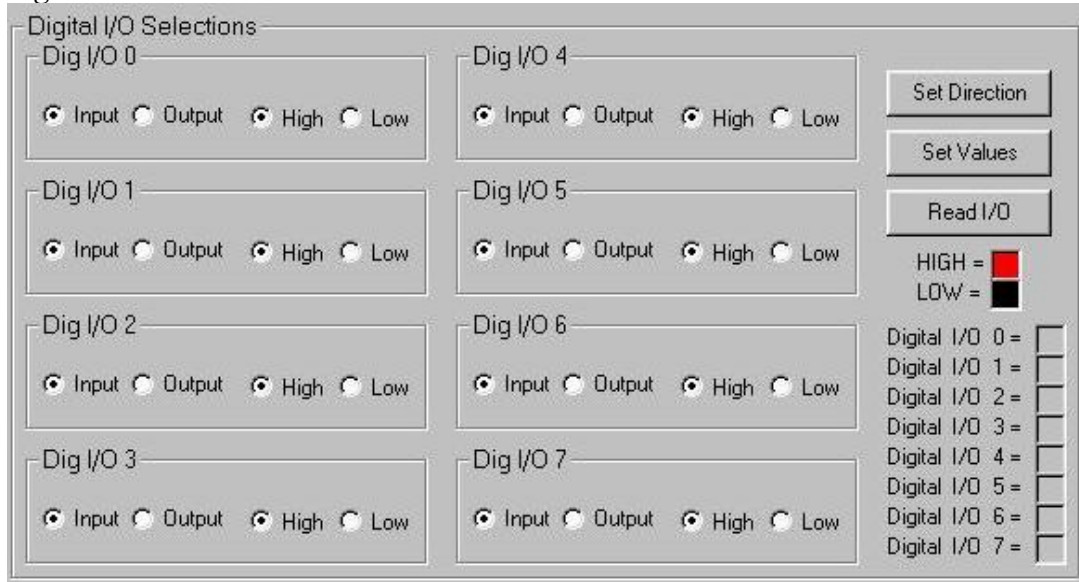 Digital I/O Selections
Dig I/O 0
Input Output High Low
Dig I/O 1
Input Output High Low
Dig I/O 2
Input Output High Low
Dig I/O 3
Input Output High Low
Dig I/O 4
Input Output High Low
Dig I/O 5
Input Output High Low
Dig I/O 6
Input Output High Low
Dig I/O 7
Input Output High Low
Set Direction
Set Values
Read I/O
HIGH =
LOW =
Digital I/O 0 =
Digital I/O 1 =
Digital I/O 2 =
Digital I/O 3 =
Digital I/O 4 =
Digital I/O 5 =
Digital I/O 6 =
Digital I/O 7 =